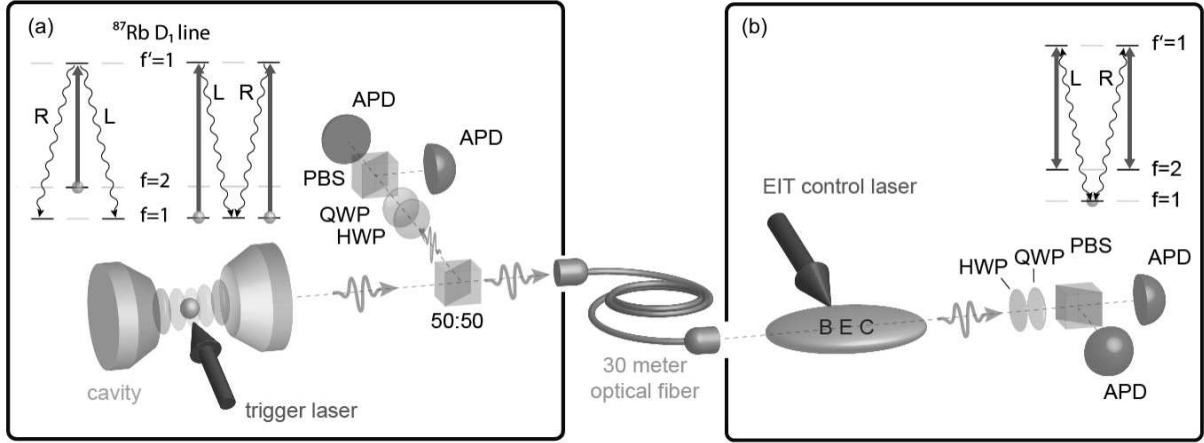 (a)
⁸⁷Rb D₁ line
f'=1
R
L
L
R
f=2
f=1
APD
APD
PBS
QWP
HWP
50:50
cavity
trigger laser
30 meter
optical fiber
(b)
f'=1
L
R
f=2
f=1
EIT control laser
BEC
HWP
QWP
PBS
APD
APD